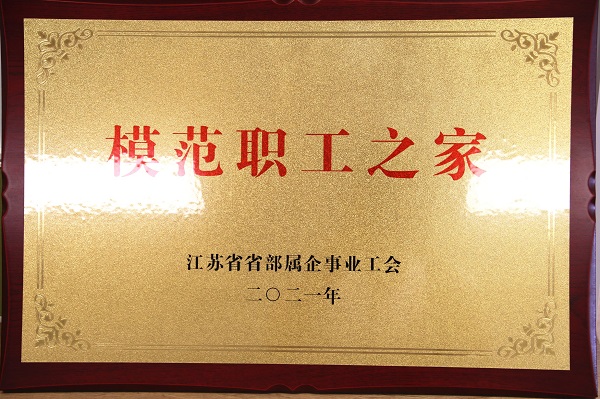 模范职工之家
江苏省省部属企事业工会
二〇二一年